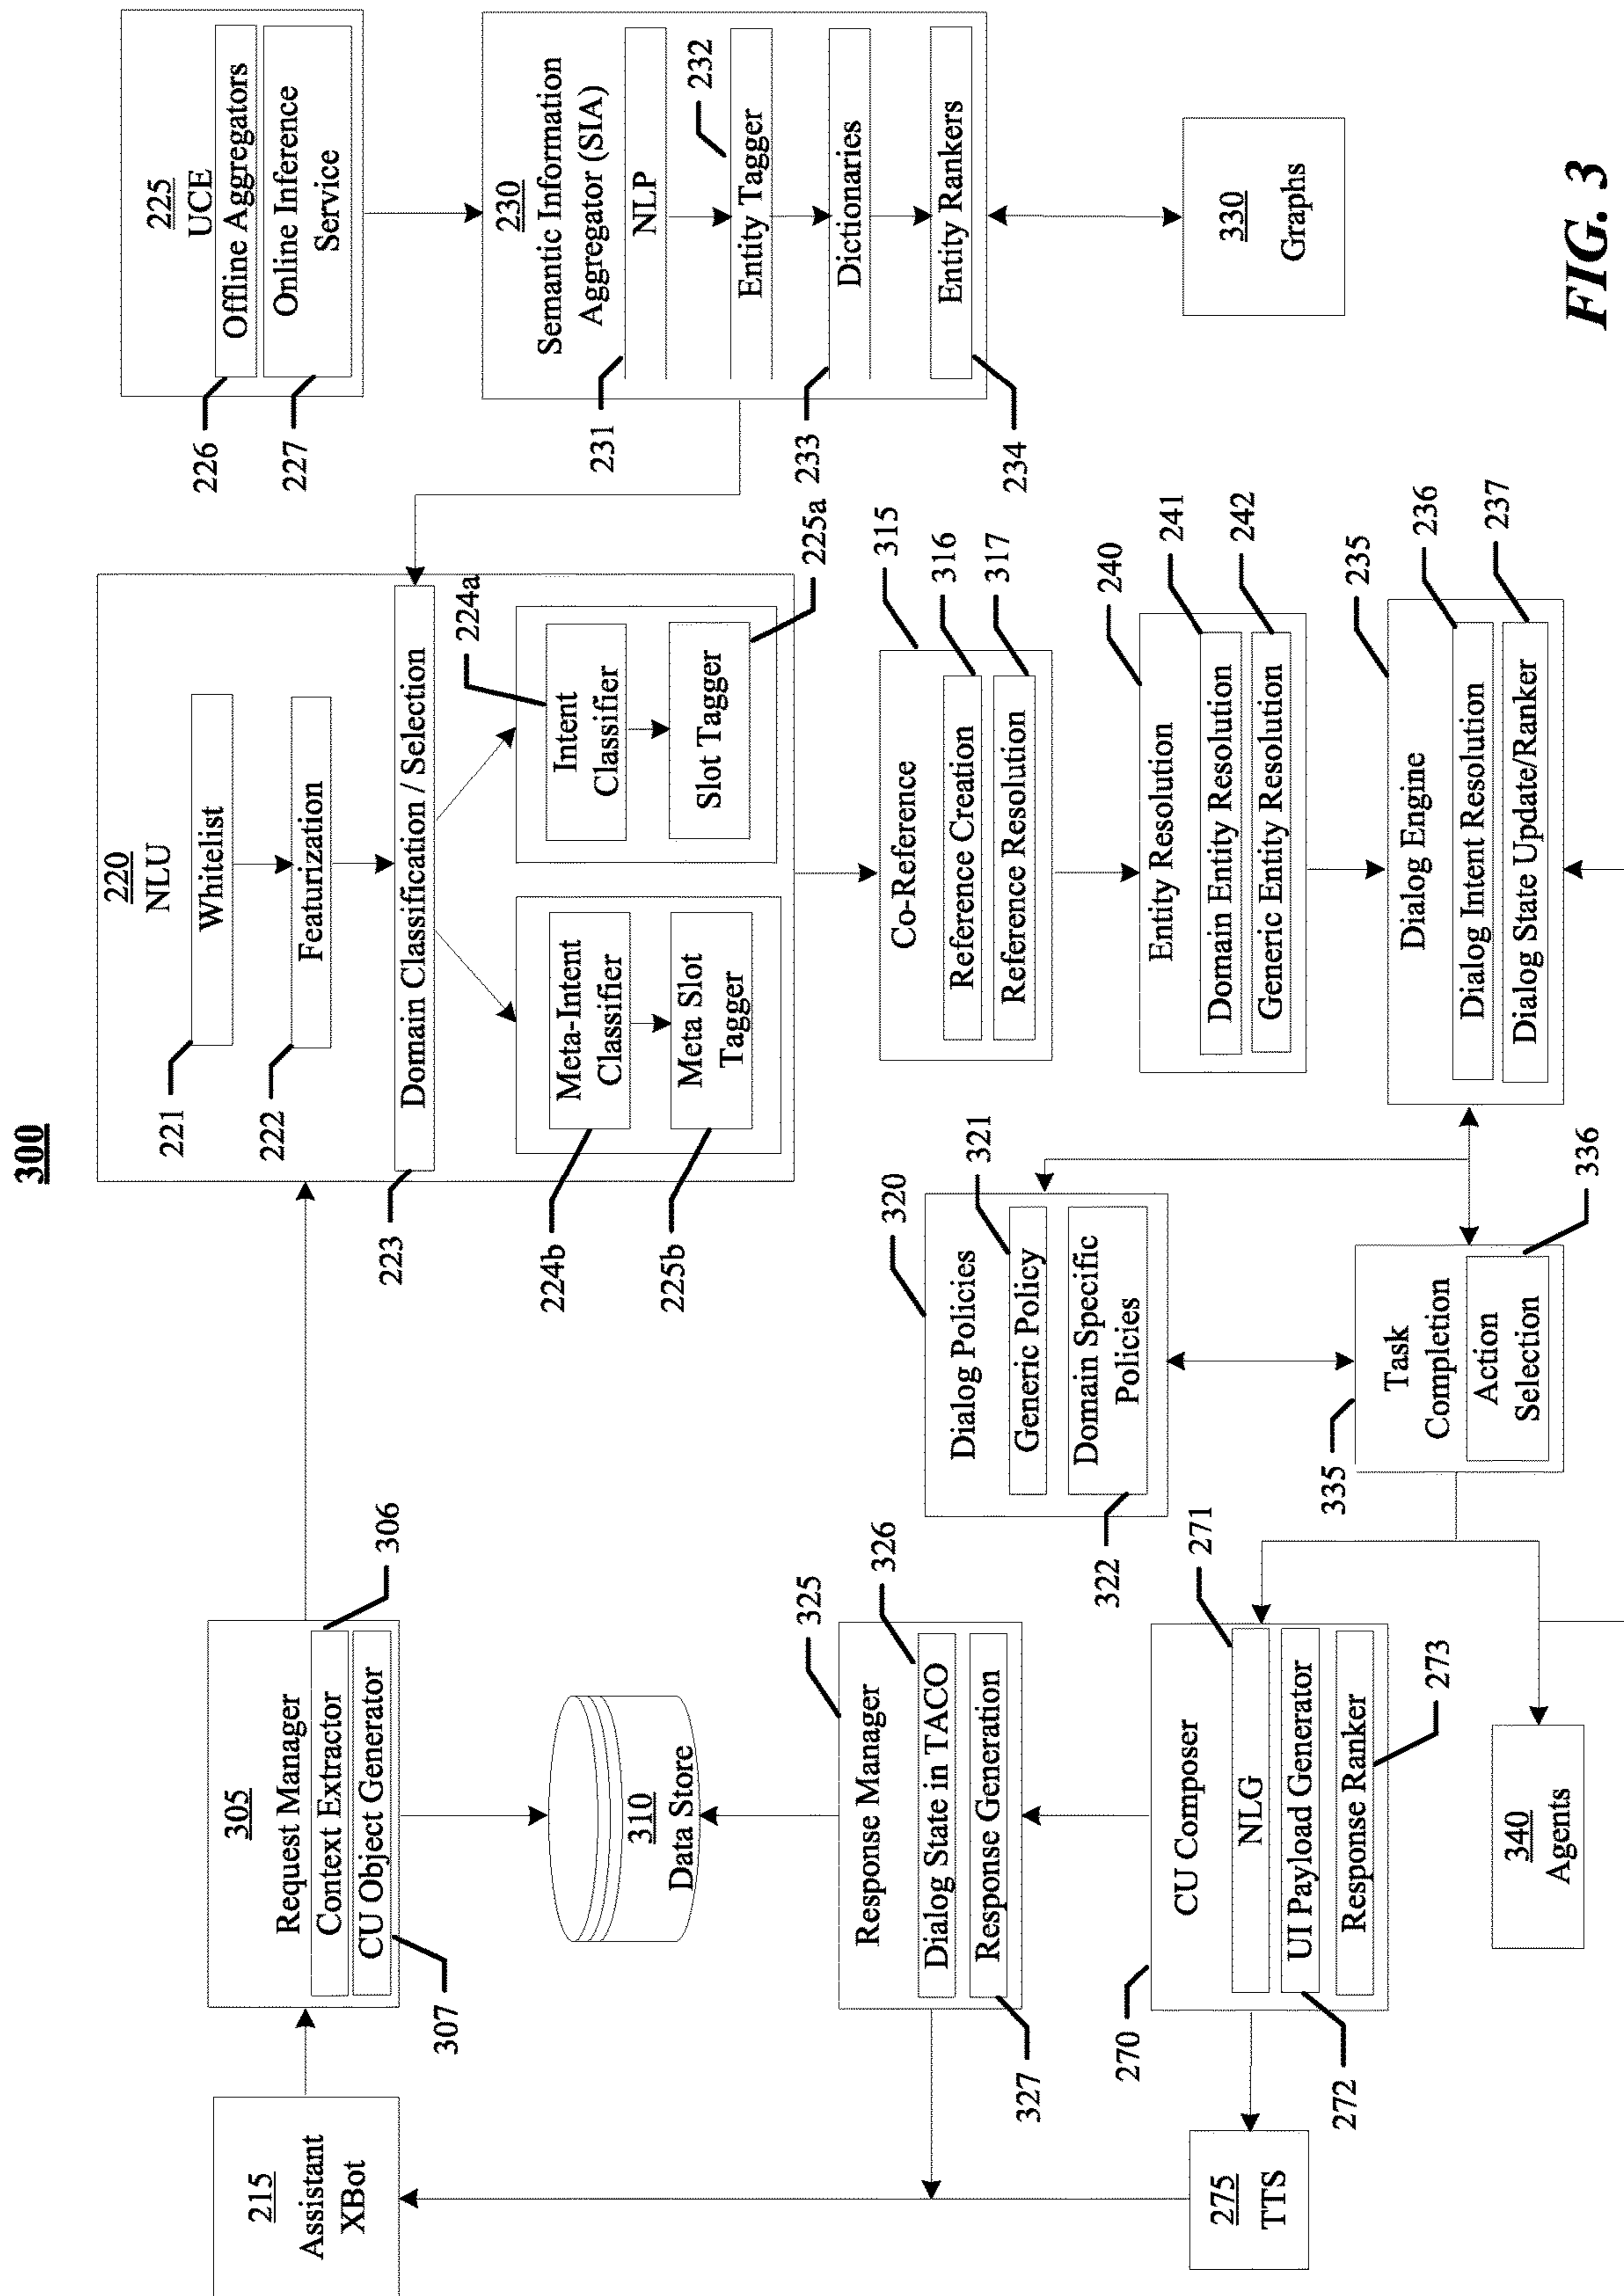 300
215
Assistant
XBot
305
Request Manager
Context Extractor
CU Object Generator
306
307
310
Data Store
220
NLU
Whitelist
221
Featurization
222
Domain Classification / Selection
223
Meta-Intent
Classifier
224b
Meta Slot
Tagger
225b
Intent
Classifier
224a
Slot Tagger
225a
225
UCE
Offline Aggregators
226
Online Inference
Service
227
230
Semantic Information
Aggregator (SIA)
NLP
231
Entity Tagger
232
Dictionaries
233
Entity Rankers
234
330
Graphs
Co-Reference
315
Reference Creation
316
Reference Resolution
317
Entity Resolution
240
Domain Entity Resolution
241
Generic Entity Resolution
242
Dialog Engine
235
Dialog Intent Resolution
236
Dialog State Update/Ranker
237
Dialog Policies
320
Generic Policy
321
Domain Specific
Policies
322
Task
Completion
335
Action
Selection
336
Response Manager
325
Dialog State in TACO
326
Response Generation
327
CU Composer
270
NLG
271
UI Payload Generator
272
Response Ranker
273
275
TTS
340
Agents
FIG. 3